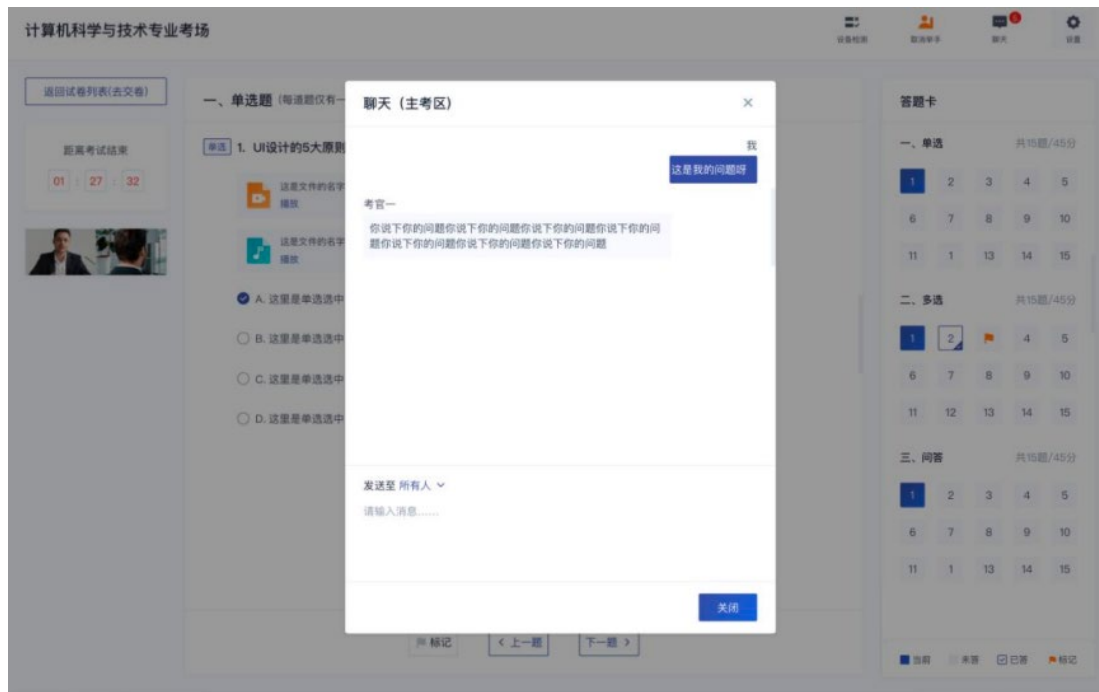 计算机科学与技术专业考场
设备检测
取消举手
聊天
设置
返回试卷列表(去交卷)
距离考试结束
01 : 27 : 32
一、单选题 (每道题仅有一
单选 1. UI设计的5大原则
这是文件的名字
播放
这是文件的名字
播放
A. 这里是单选选中
B. 这里是单选选中
C. 这里是单选选中
D. 这里是单选选中
标记
< 上一题
下一题 >
聊天（主考区）
我
这是我的问题呀
考官一
你说下你的问题你说下你的问题你说下你的问题你说下你的问
题你说下你的问题你说下你的问题你说下你的问题
发送至 所有人
请输入消息……
关闭
答题卡
一、单选 共15题/45分
1 2 3 4 5
6 7 8 9 10
11 1 13 14 15
二、多选 共15题/45分
1 2 4 5
6 7 8 9 10
11 12 13 14 15
三、问答 共15题/45分
1 2 3 4 5
6 7 8 9 10
11 1 13 14 15
当前 未答 已答 标记